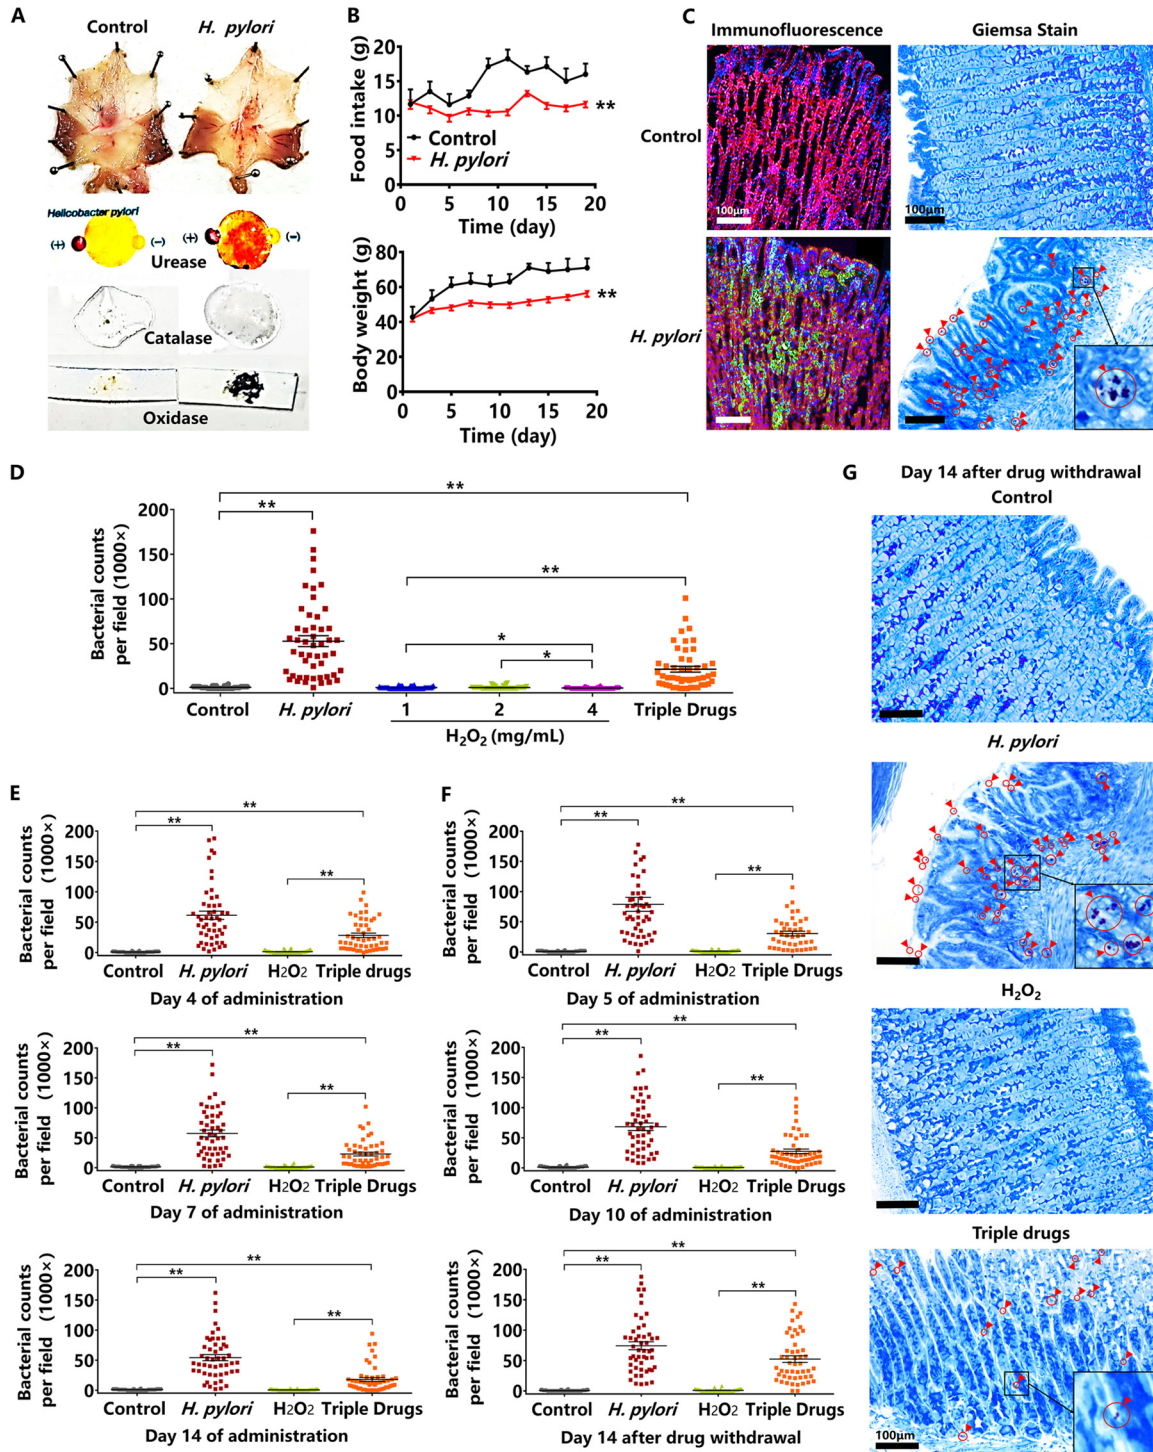 A
Control
H. pylori
Helicobacter pylori
(+)
(−)
(+)
(−)
Urease
Catalase
Oxidase
B
Food intake (g)
20
15
10
5
0
Control
H. pylori
**
0
5
10
15
20
Time (day)
Body weight (g)
80
60
40
20
0
**
0
5
10
15
20
Time (day)
C
Immunofluorescence
Giemsa Stain
Control
100μm
100μm
H. pylori
D
Bacterial counts
per field (1000×)
200
150
100
50
0
**
**
**
*
*
Control
H. pylori
1
2
4
Triple Drugs
H₂O₂ (mg/mL)
E
Bacterial counts
per field (1000×)
200
150
100
50
0
**
**
**
Control
H. pylori
H2O2
Triple drugs
Day 4 of administration
Bacterial counts
per field (1000×)
200
150
100
50
0
**
**
**
Control
H. pylori
H2O2
Triple Drugs
Day 7 of administration
Bacterial counts
per field (1000×)
200
150
100
50
0
**
**
**
Control
H. pylori
H2O2
Triple Drugs
Day 14 of administration
F
Bacterial counts
per field (1000×)
200
150
100
50
0
**
**
**
Control
H. pylori
H2O2
Triple drugs
Day 5 of administration
Bacterial counts
per field (1000×)
200
150
100
50
0
**
**
**
Control
H. pylori
H2O2
Triple Drugs
Day 10 of administration
Bacterial counts
per field (1000×)
200
150
100
50
0
**
**
**
Control
H. pylori
H2O2
Triple Drugs
Day 14 after drug withdrawal
G
Day 14 after drug withdrawal
Control
H. pylori
H₂O₂
Triple drugs
100μm